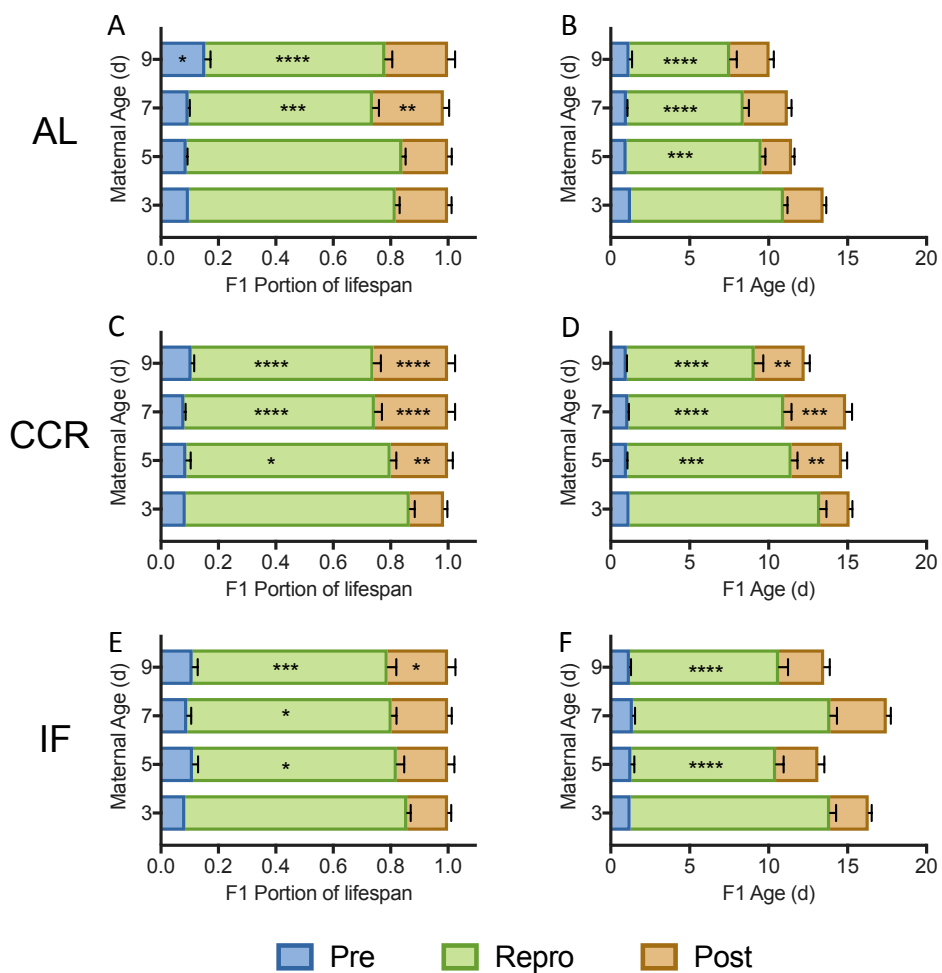 A
B
AL
Maternal Age (d)
9
*
****
7
***
**
5
3
0.0 0.2 0.4 0.6 0.8 1.0
F1 Portion of lifespan
Maternal Age (d)
9
****
7
****
5
***
3
0 5 10 15 20
F1 Age (d)
C
D
CCR
Maternal Age (d)
9
****
****
7
****
****
5
*
**
3
0.0 0.2 0.4 0.6 0.8 1.0
F1 Portion of lifespan
Maternal Age (d)
9
****
**
7
****
***
5
***
**
3
0 5 10 15 20
F1 Age (d)
E
F
IF
Maternal Age (d)
9
***
*
7
*
5
*
3
0.0 0.2 0.4 0.6 0.8 1.0
F1 Portion of lifespan
Maternal Age (d)
9
****
7
5
****
3
0 5 10 15 20
F1 Age (d)
Pre Repro Post